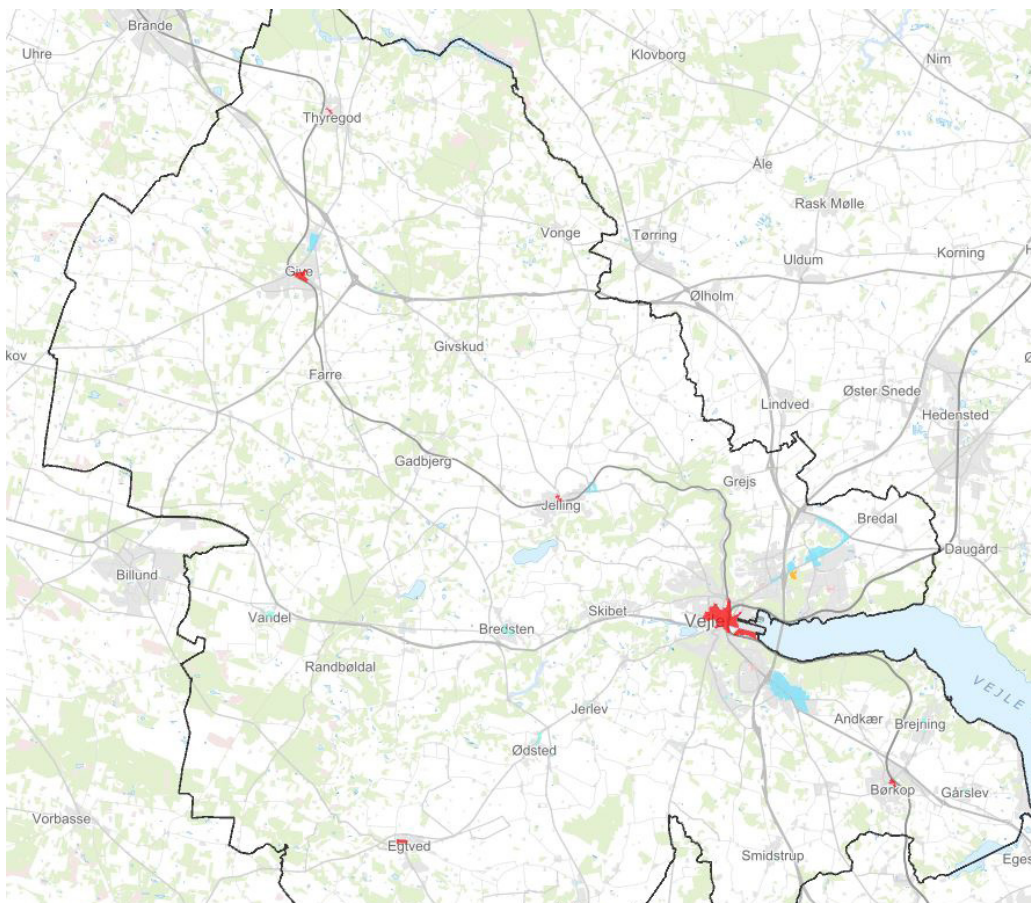 Brande
Uhre
Klovborg
Nim
Thyregod
Åle
Rask Mølle
Vonge
Tørring
Uldum
Korning
Give
Ølholm
kov
Givskud
Farre
Øster Snede
Lindved
Hedensted
Gadbjerg
Grejs
Jelling
Bredal
Daugård
Billund
Vandel
Skibet
Vejle
Bredsten
Randbøldal
VEJLE
Jerlev
Andkær
Brejning
Ødsted
Børkop
Gårslev
Vorbasse
Egtved
Smidstrup
Eges